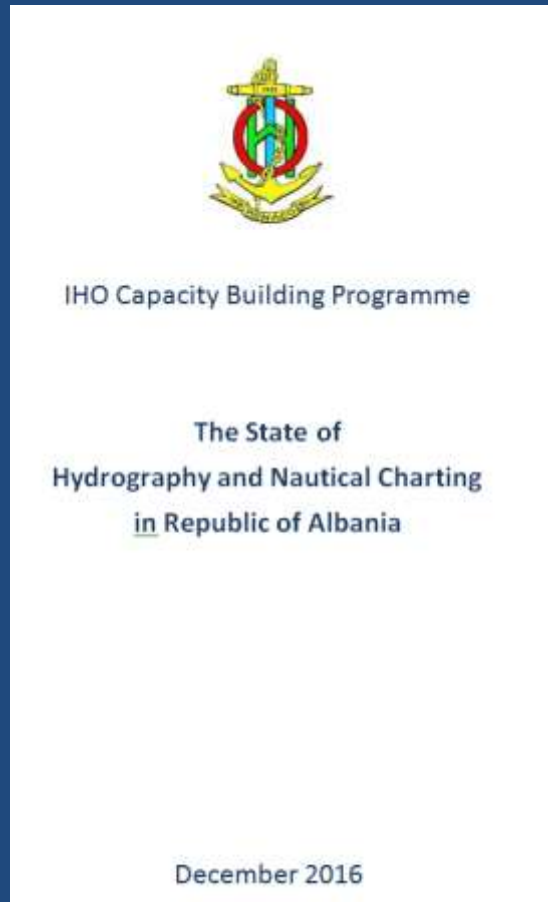 IHO Capacity Building Programme
The State of
Hydrography and Nautical Charting
in Republic of Albania
December 2016